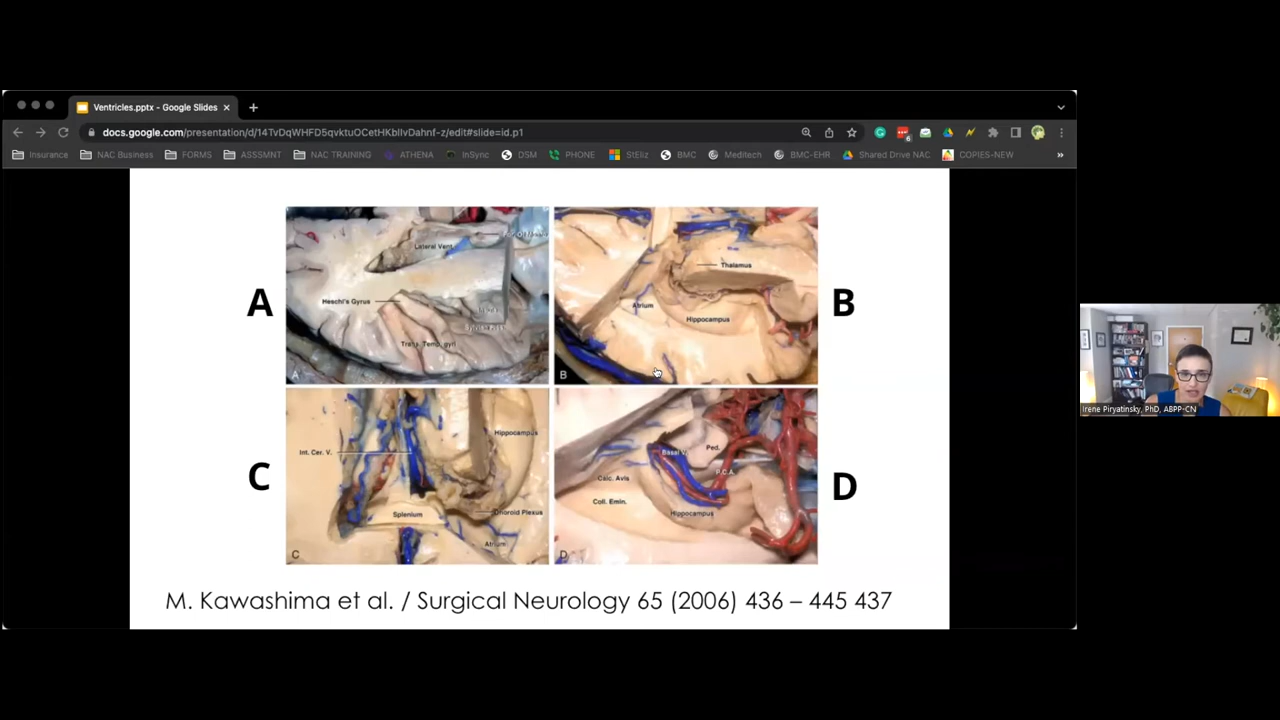 Ventricles.pptx - Google Slides
docs.google.com/presentation/d/14TvDqWHFD5qvktuOCetHKbllvDahnf-z/edit#slide=id.p1
Insurance NAC Business FORMS ASSSMNT NAC TRAINING ATHENA InSync DSM PHONE StEliz BMC Meditech BMC-EHR Shared Drive NAC COPIES-NEW
A
Lateral Vent.
Heschl's Gyrus
Trans. Temp. gyri
A
B
Thalamus
Atrium
Hippocampus
B
C
Int. Cer. V.
Hippocampus
Splenium
Choroid Plexus
Atrium
C
D
Basal V.
Ped.
P.C.A.
Calc. Avis
Coll. Emin.
Hippocampus
D
M. Kawashima et al. / Surgical Neurology 65 (2006) 436 – 445 437
Irene Piryatinsky, PhD, ABPP-CN